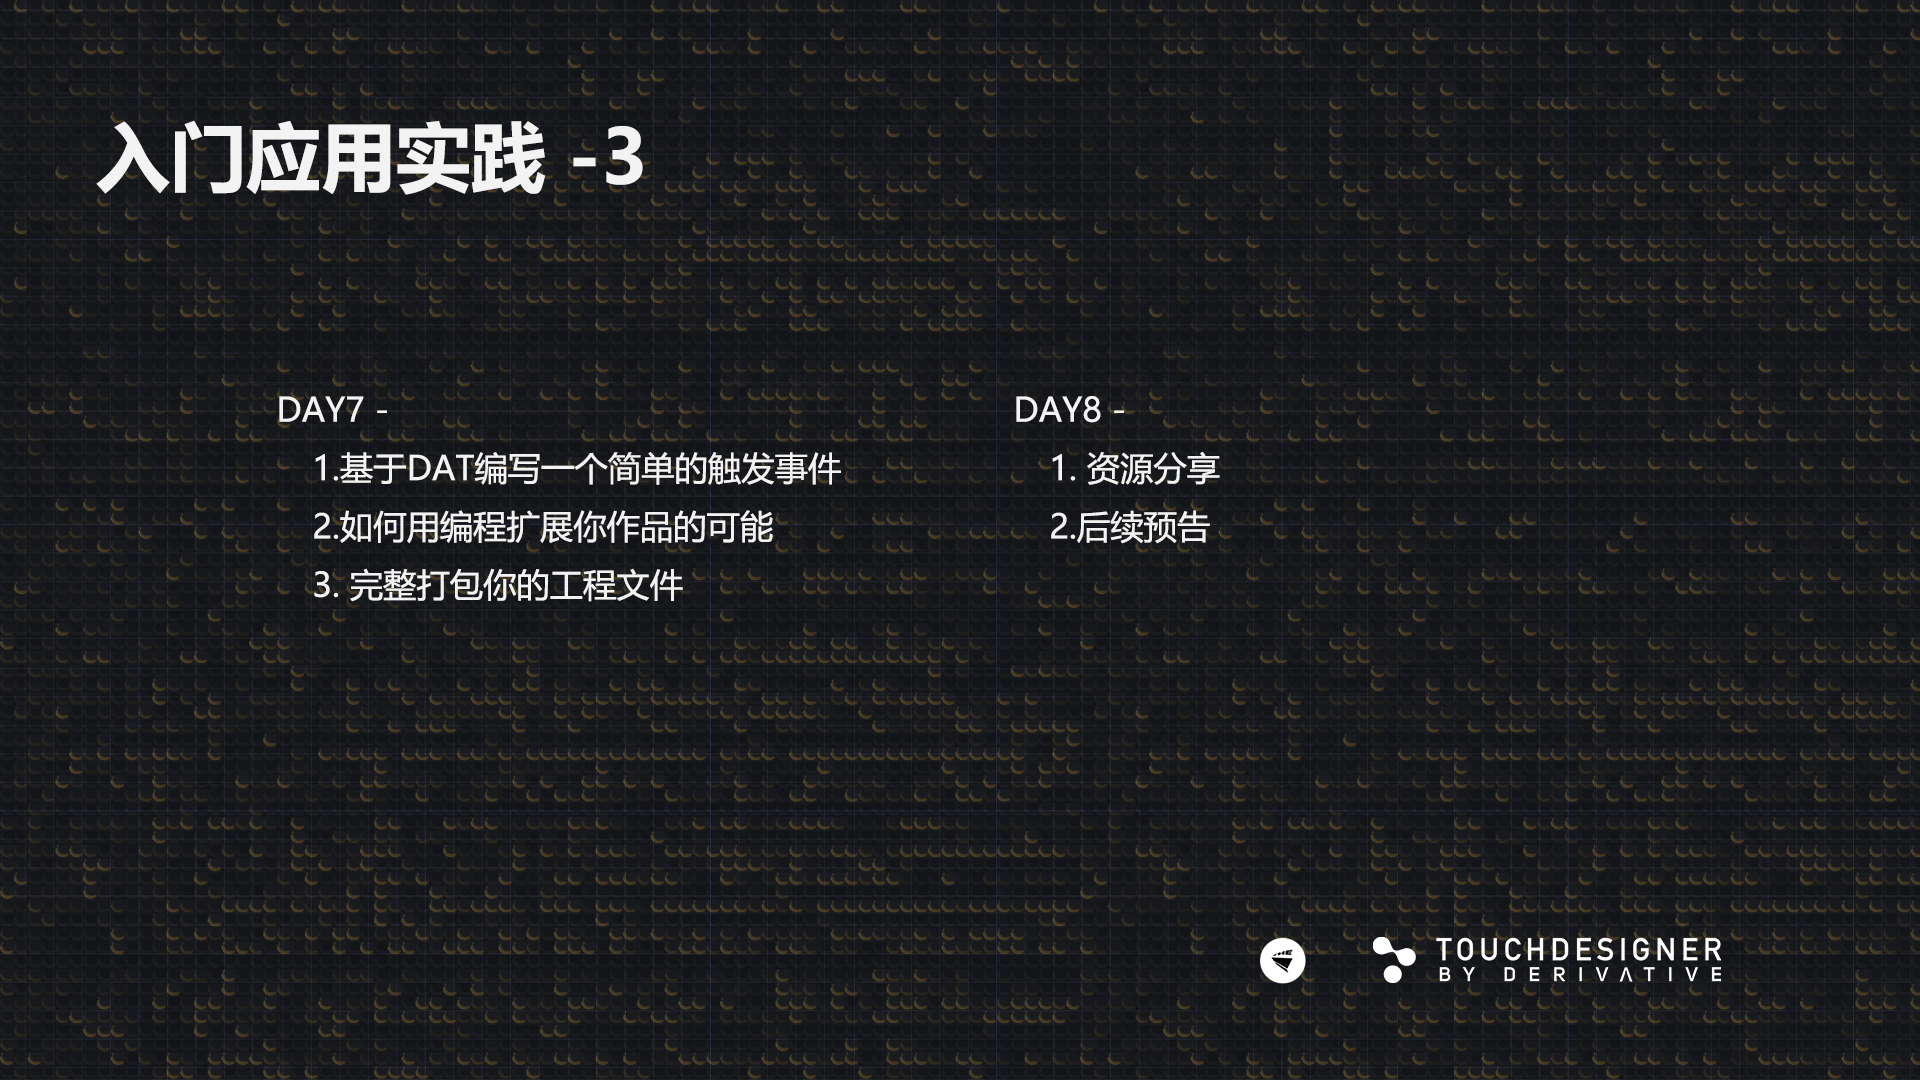 入门应用实践 -3
DAY7 -
1.基于DAT编写一个简单的触发事件
2.如何用编程扩展你作品的可能
3. 完整打包你的工程文件
DAY8 -
1. 资源分享
2.后续预告
TOUCHDESIGNER
BY DERIVATIVE